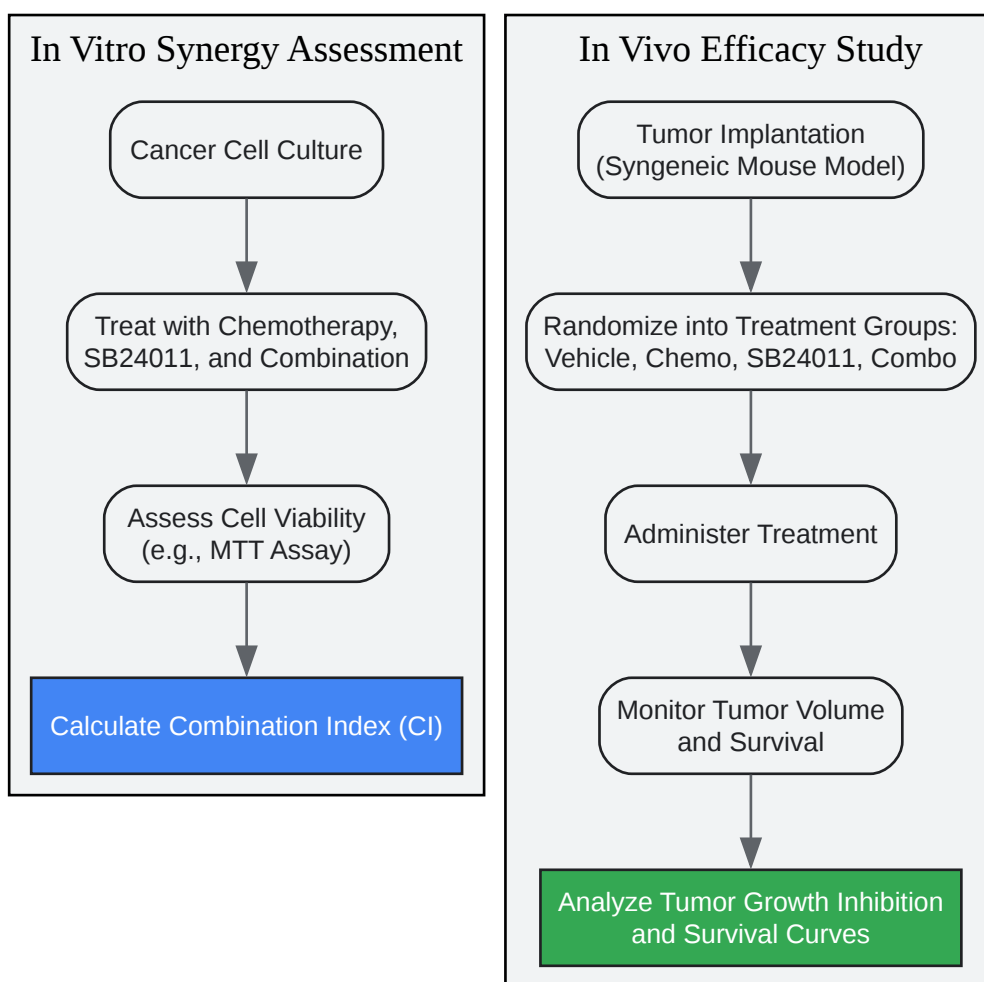 In Vitro Synergy Assessment
Cancer Cell Culture
Treat with Chemotherapy,
SB24011, and Combination
Assess Cell Viability
(e.g., MTT Assay)
Calculate Combination Index (CI)
In Vivo Efficacy Study
Tumor Implantation
(Syngeneic Mouse Model)
Randomize into Treatment Groups:
Vehicle, Chemo, SB24011, Combo
Administer Treatment
Monitor Tumor Volume
and Survival
Analyze Tumor Growth Inhibition
and Survival Curves